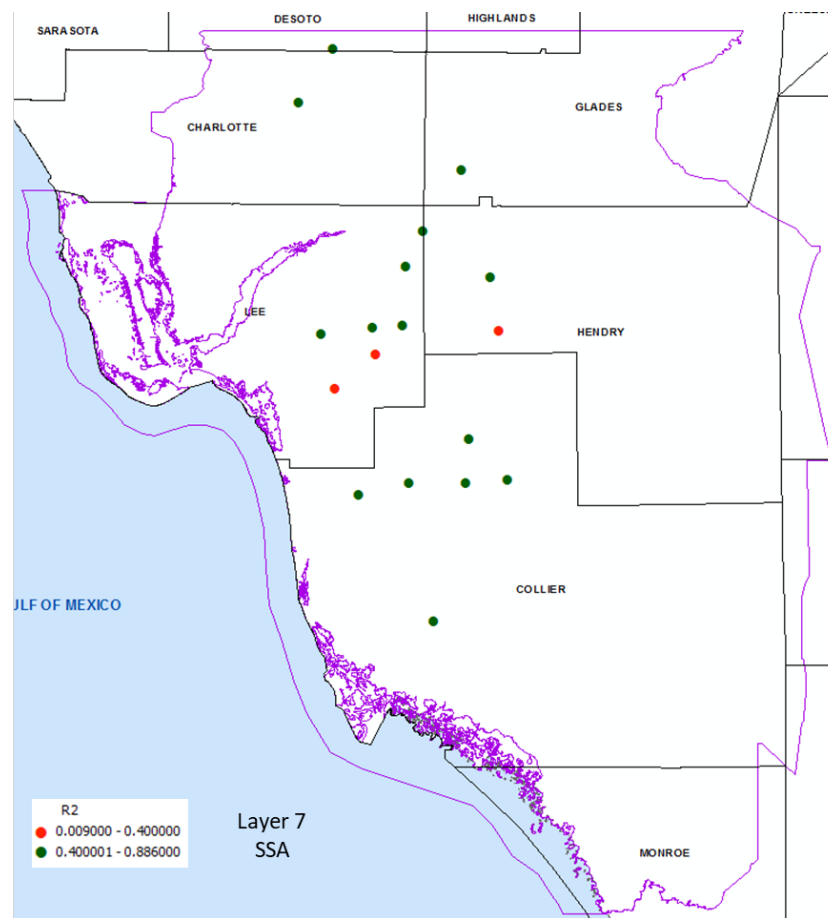 DESOTO
HIGHLANDS
SARASOTA
GLADES
CHARLOTTE
LEE
HENDRY
COLLIER
ULF OF MEXICO
R2
0.009000 - 0.400000
0.400001 - 0.886000
Layer 7
SSA
MONROE